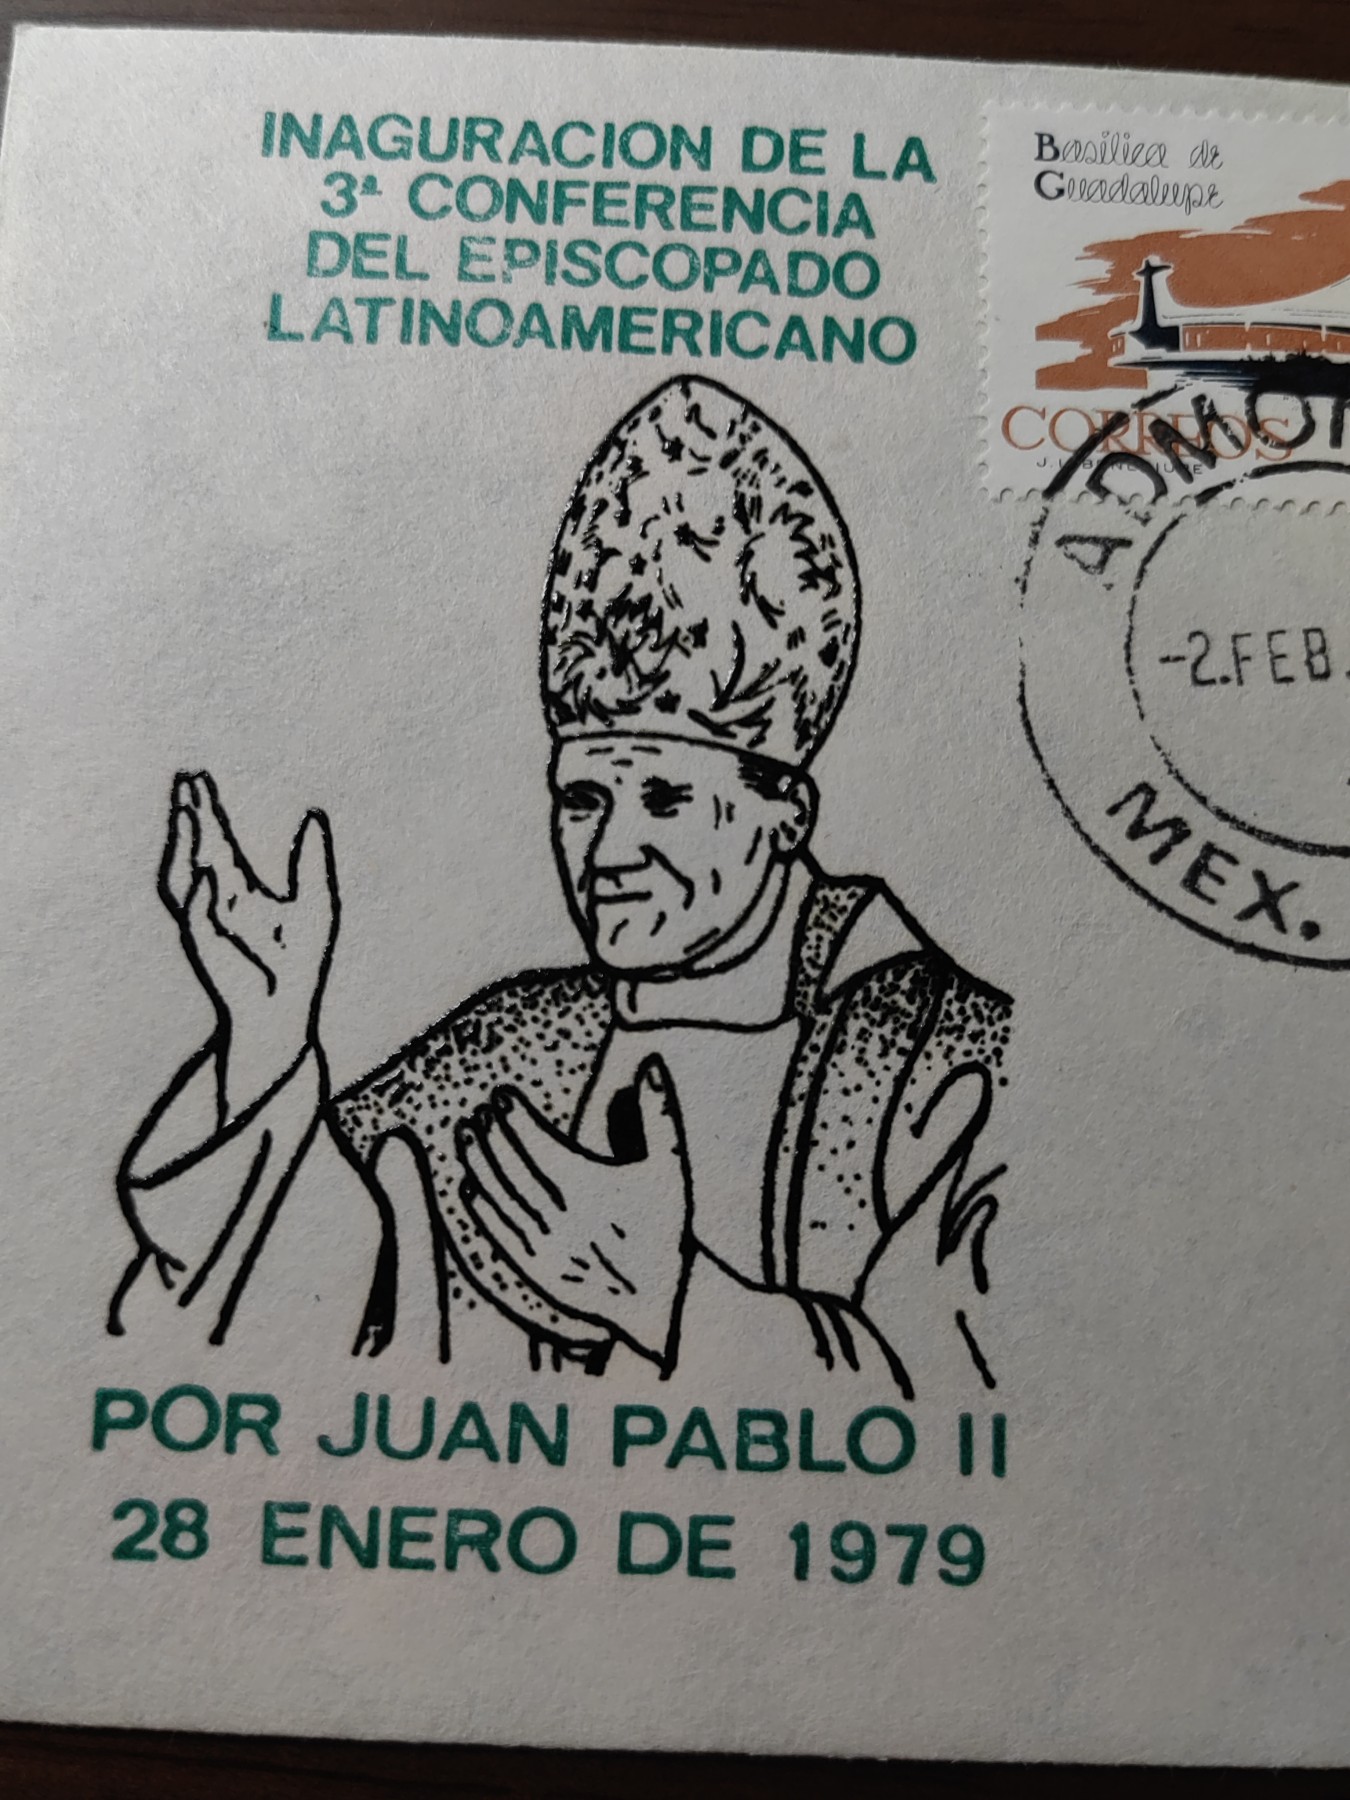 INAGURACION DE LA
3ª CONFERENCIA
DEL EPISCOPADO
LATINOAMERICANO
Basilica de
Guadalupe
CORREOS
ADMÓN
-2.FEB.
MEX.
POR JUAN PABLO II
28 ENERO DE 1979